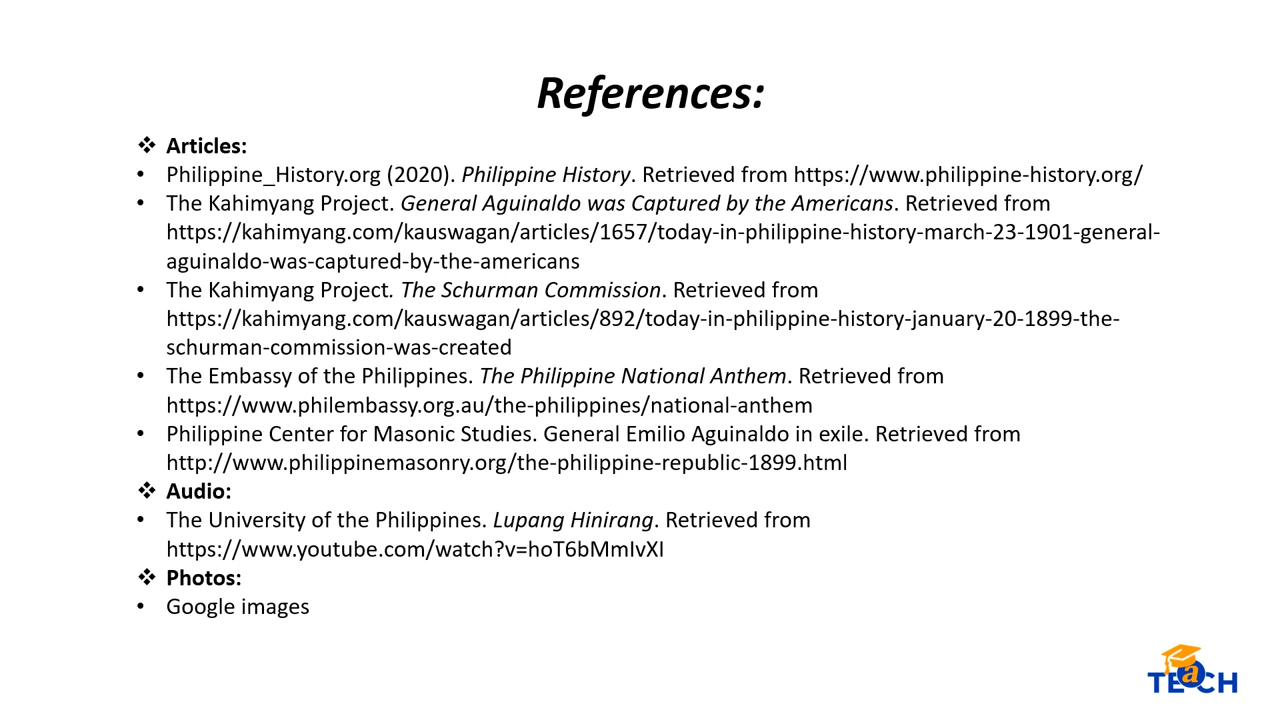 References:
❖ Articles:
• Philippine_History.org (2020). Philippine History. Retrieved from https://www.philippine-history.org/
• The Kahimyang Project. General Aguinaldo was Captured by the Americans. Retrieved from
https://kahimyang.com/kauswagan/articles/1657/today-in-philippine-history-march-23-1901-general-
aguinaldo-was-captured-by-the-americans
• The Kahimyang Project. The Schurman Commission. Retrieved from
https://kahimyang.com/kauswagan/articles/892/today-in-philippine-history-january-20-1899-the-
schurman-commission-was-created
• The Embassy of the Philippines. The Philippine National Anthem. Retrieved from
https://www.philembassy.org.au/the-philippines/national-anthem
• Philippine Center for Masonic Studies. General Emilio Aguinaldo in exile. Retrieved from
http://www.philippinemasonry.org/the-philippine-republic-1899.html
❖ Audio:
• The University of the Philippines. Lupang Hinirang. Retrieved from
https://www.youtube.com/watch?v=hoT6bMmIvXI
❖ Photos:
• Google images
TEaCH